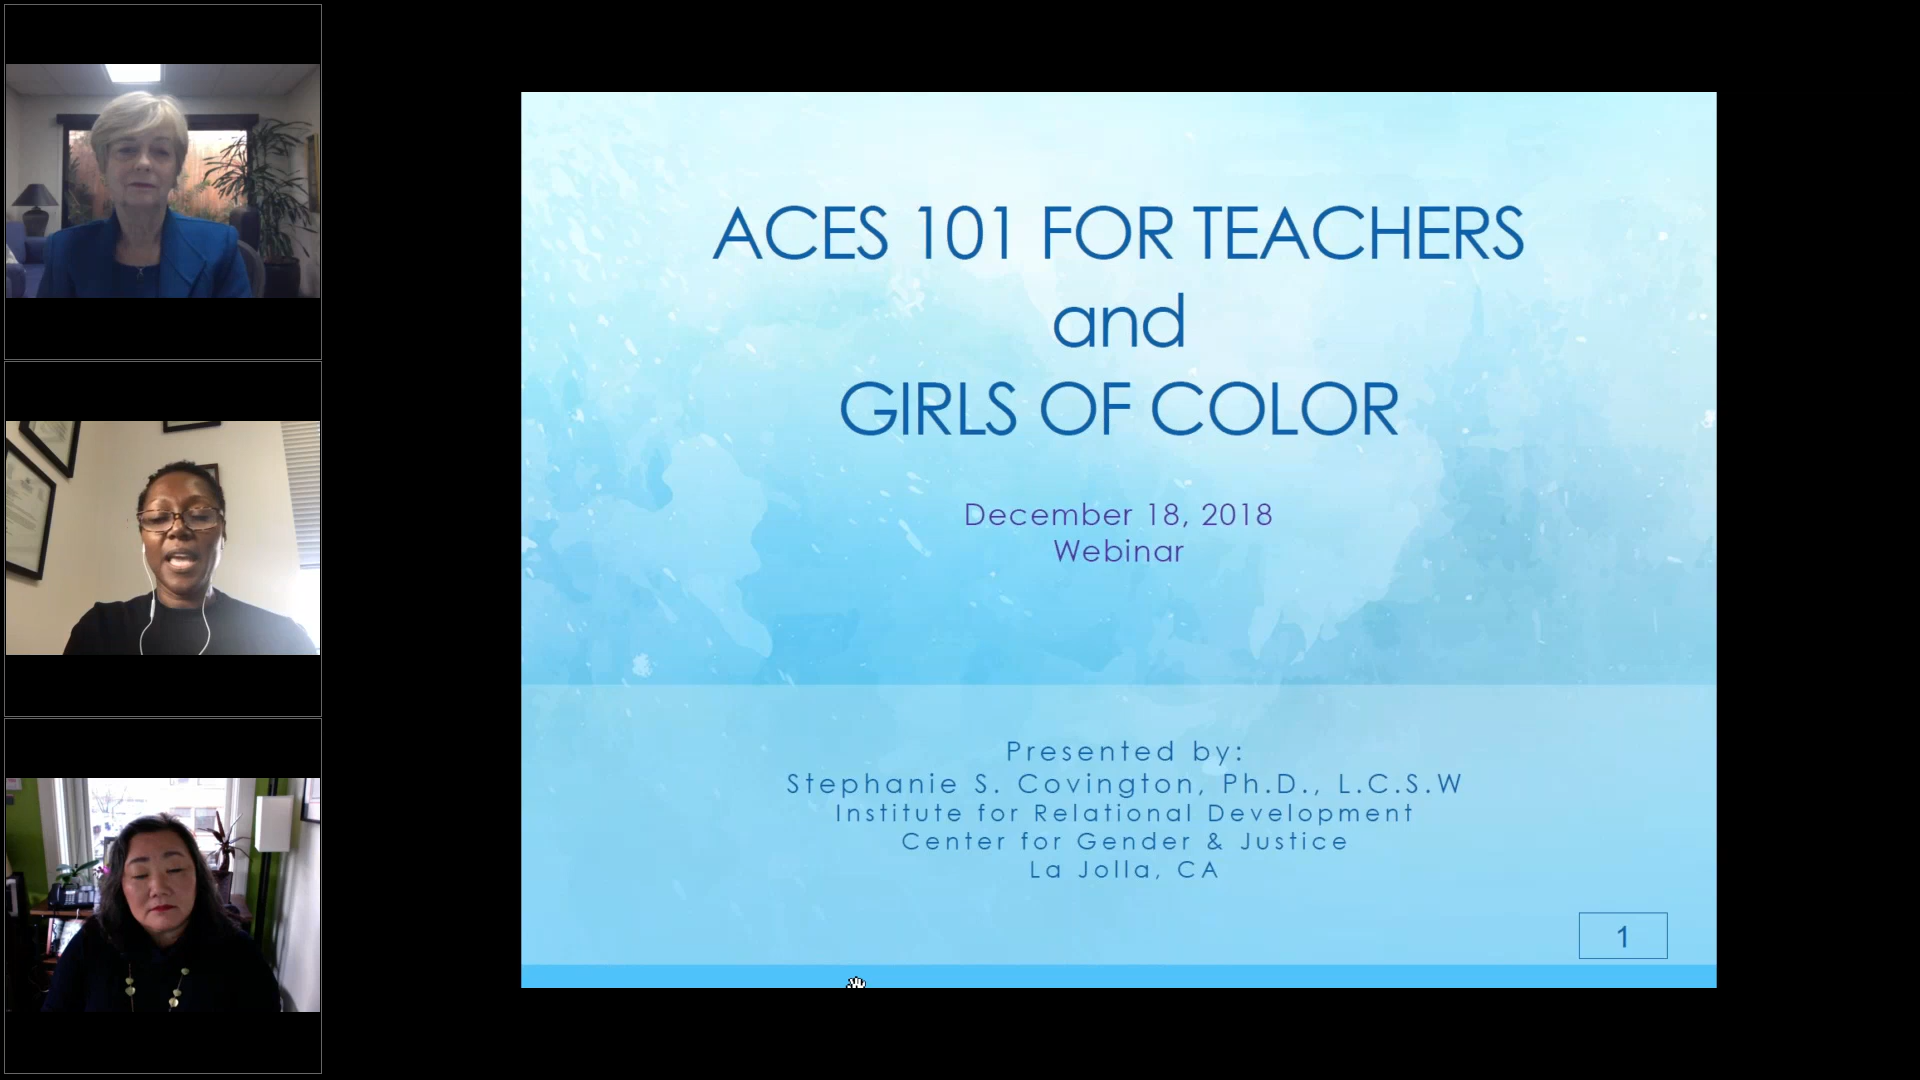 ACES 101 FOR TEACHERS
and
GIRLS OF COLOR
December 18, 2018
Webinar
Presented by:
Stephanie S. Covington, Ph.D., L.C.S.W
Institute for Relational Development
Center for Gender & Justice
La Jolla, CA
1